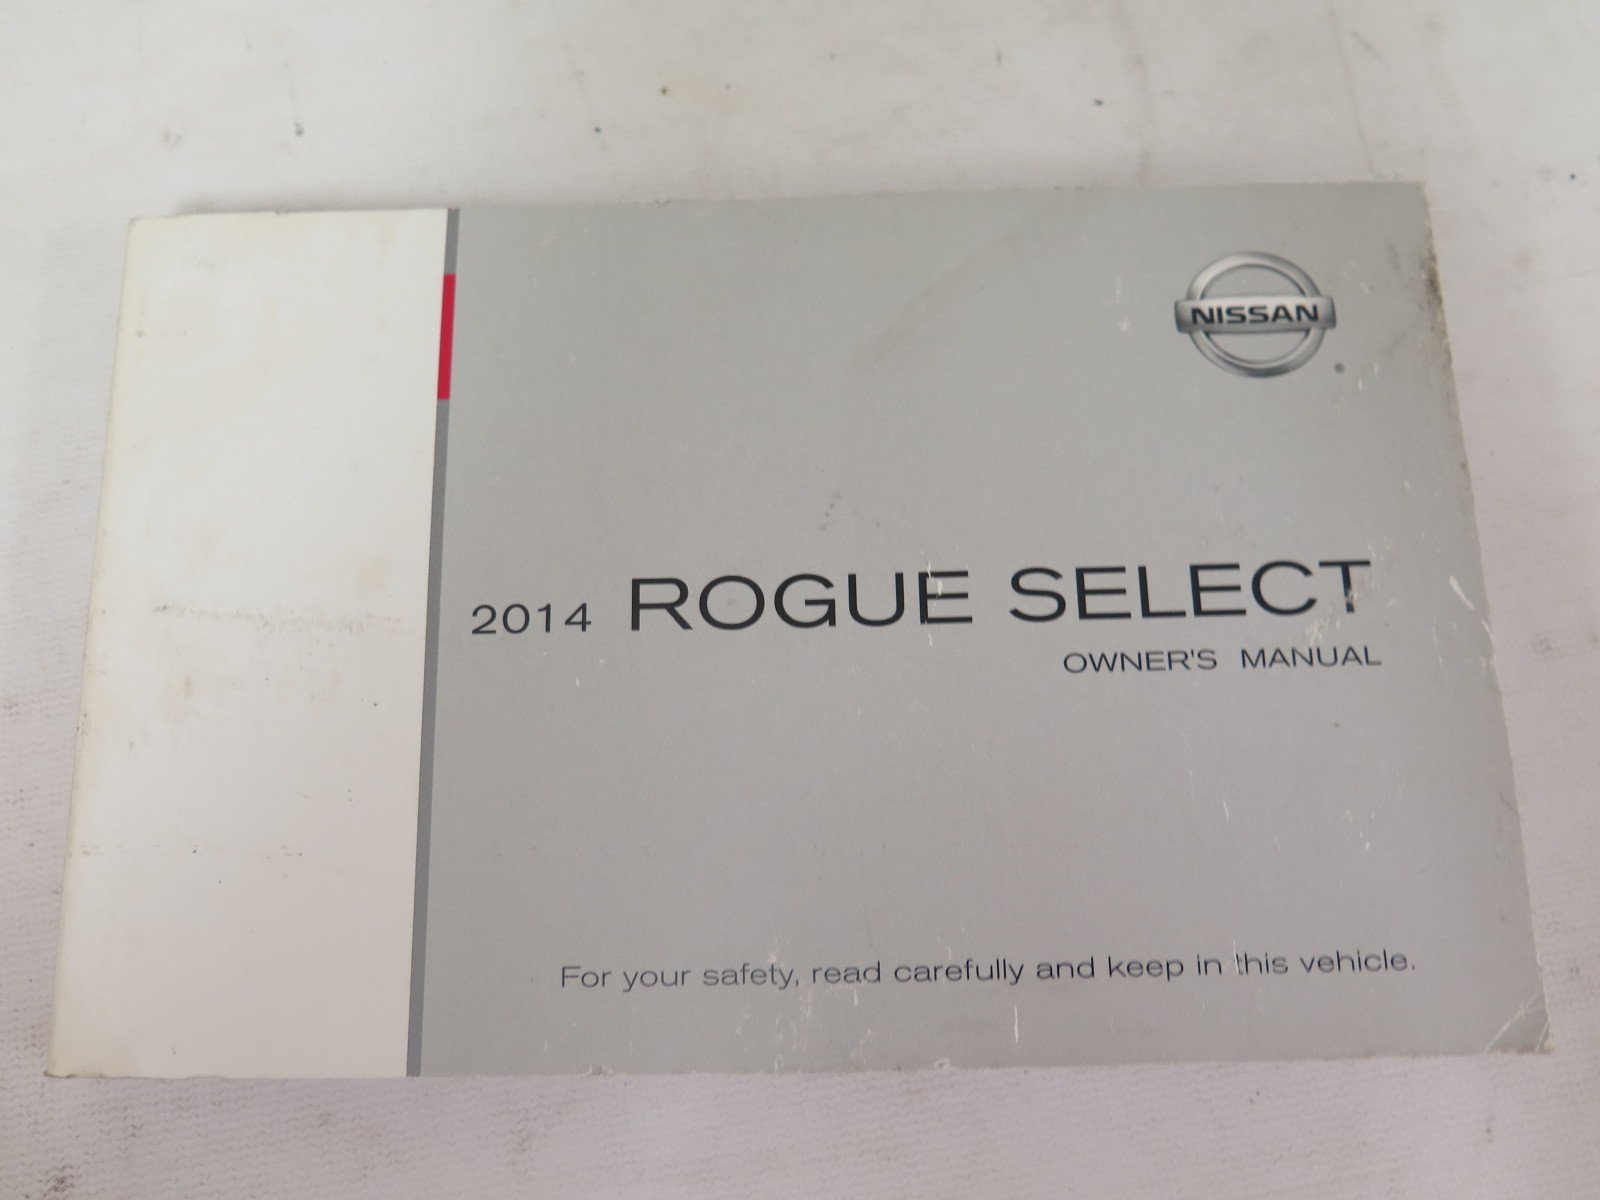 NISSAN
2014 ROGUE SELECT
OWNER'S MANUAL
For your safety, read carefully and keep in this vehicle.